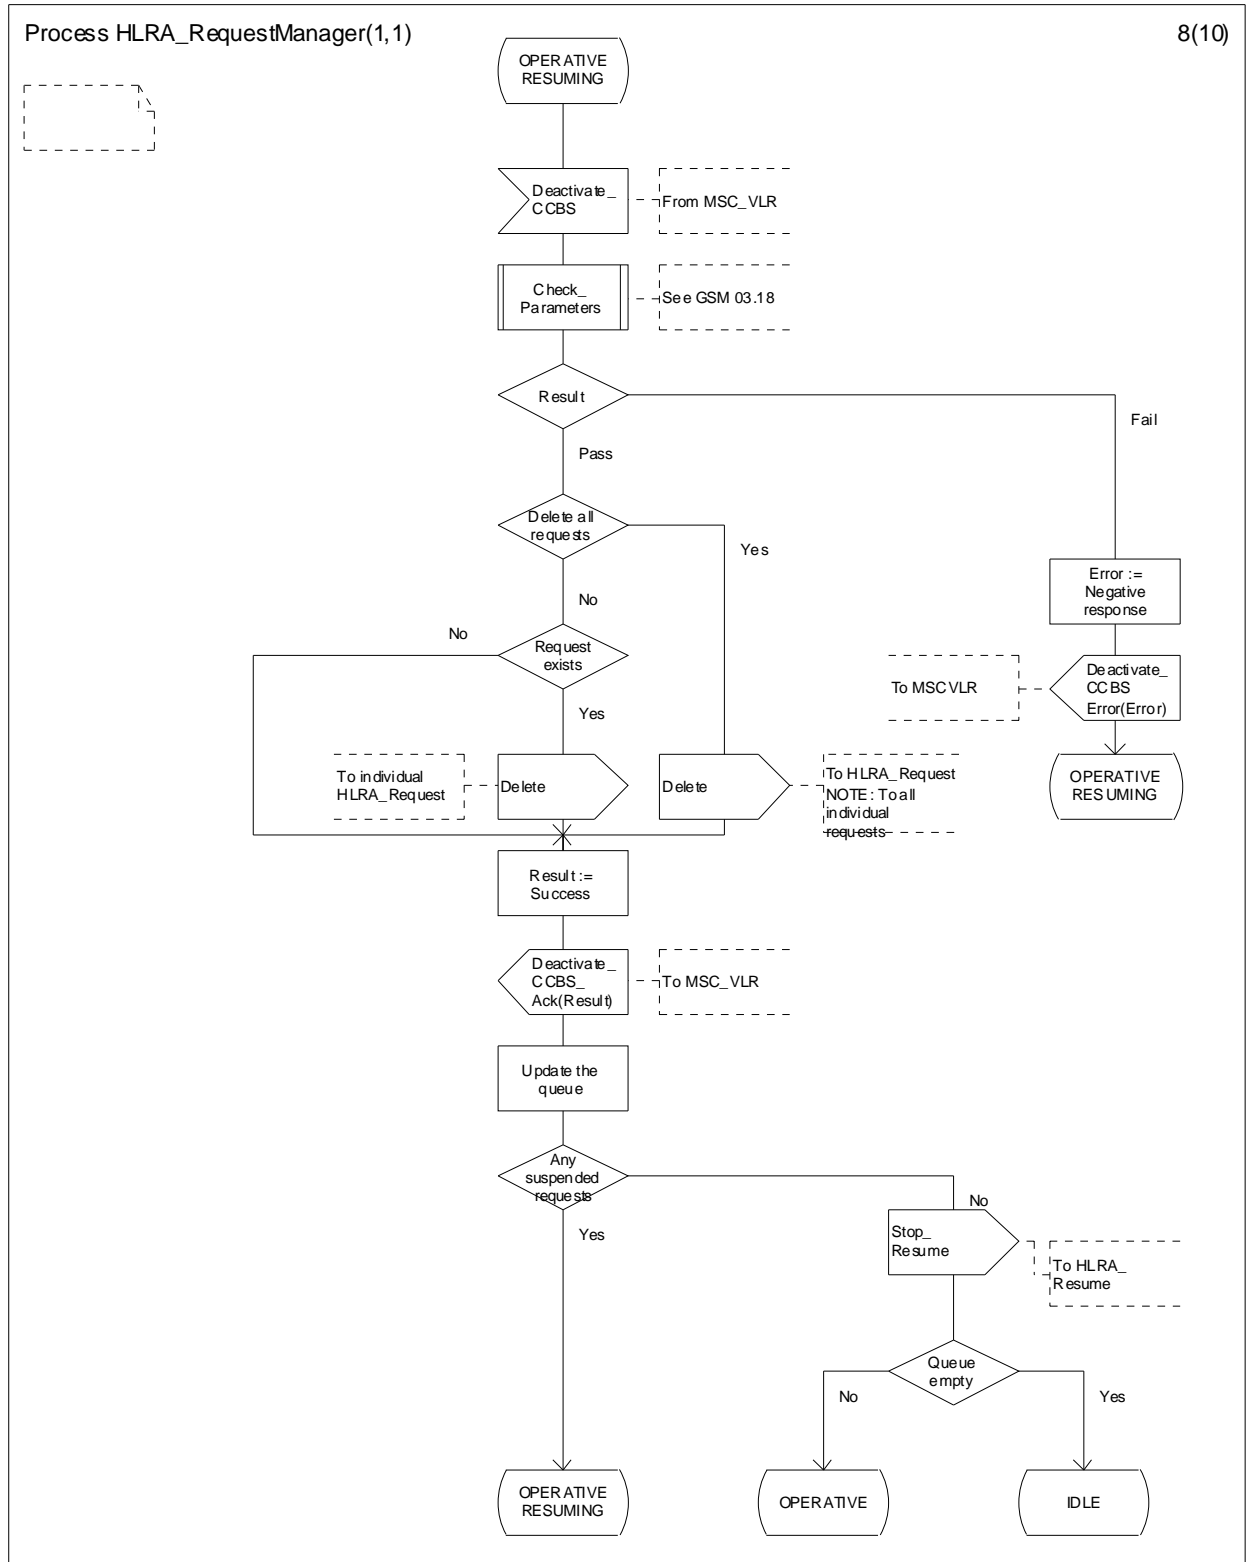 Process HLRA_RequestManager(1,1)
8(10)
OPERATIVE
RESUMING
Deactivate_
CCBS
From MSC_VLR
Check_
Parameters
See GSM 03.18
Result
Fail
Pass
Delete all
requests
Yes
No
Error :=
Negative
response
No
Request
exists
Yes
To MSCVLR
Deactivate_
CCBS
Error(Error)
To individual
HLRA_Request
Delete
Delete
To HLRA_Request
NOTE: To all
individual
requests
OPERATIVE
RESUMING
Result :=
Success
Deactivate_
CCBS_
Ack(Result)
To MSC_VLR
Update the
queue
Any
suspended
requests
No
Yes
Stop_
Resume
To HLRA_
Resume
Queue
empty
No
Yes
OPERATIVE
RESUMING
OPERATIVE
IDLE